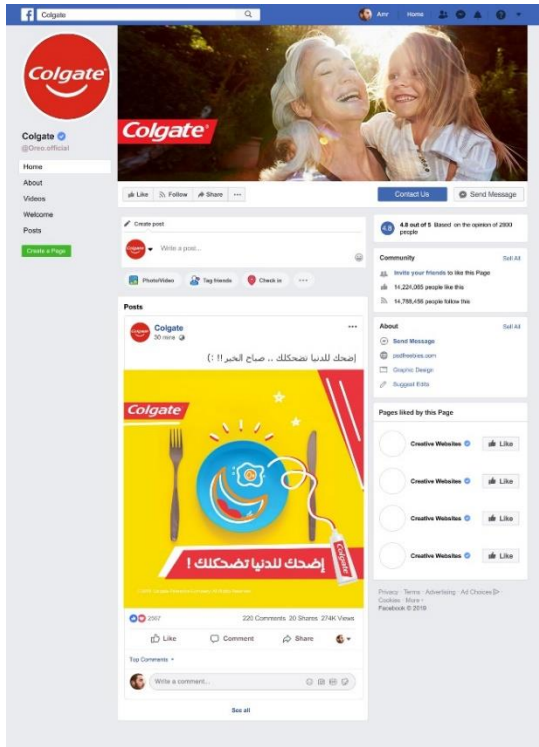 Colgate
Amr
Home
Colgate
Colgate
@Oreo.official
Home
About
Videos
Welcome
Posts
Create a Page
Colgate
Like
Follow
Share
Contact Us
Send Message
Create post
Write a post...
Photo/Video
Tag friends
Check in
Posts
Colgate
30 mins
إضحك للدنيا تضحكلك .. صباح الخير !! :)
Colgate
Colgate
إضحك للدنيا تضحكلك !
220 Comments 20 Shares 274K Views
Like
Comment
Share
Top Comments
Write a comment...
See all
4.8
4.8 out of 5 Based on the opinion of 2800 people
Community
Sell All
Invite your friends to like this Page
14,224,085 people like this
14,788,456 people follow this
About
Sell All
Send Message
psdfreebies.com
Graphic Design
Suggest Edits
Pages liked by this Page
Creative Websites
Like
Creative Websites
Like
Creative Websites
Like
Creative Websites
Like
Privacy · Terms · Advertising · Ad Choices
Cookies · More
Facebook © 2018